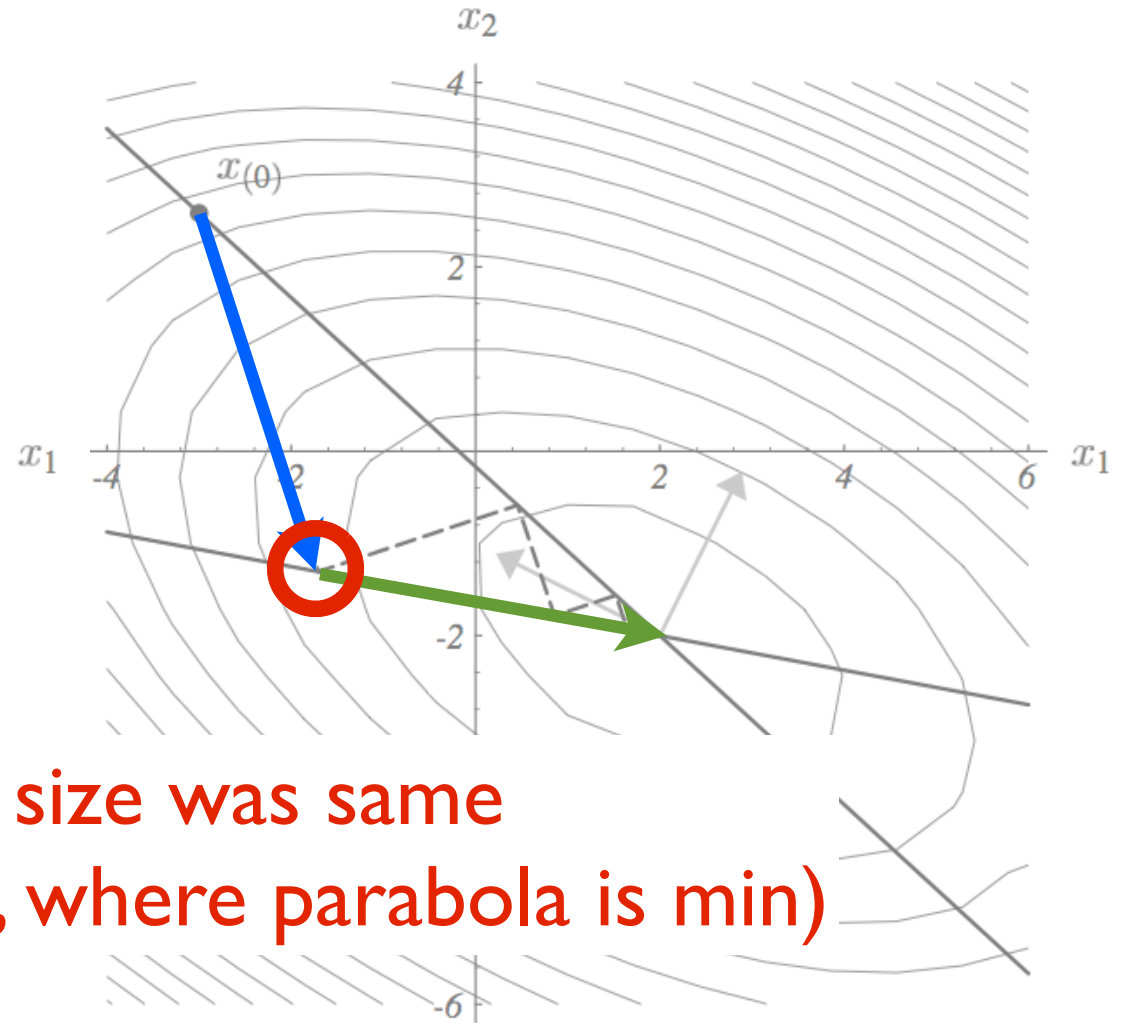 x2
4
x(0)
2
x1
-4
2
2
4
6
x1
-2
size was same
, where parabola is min)
-6